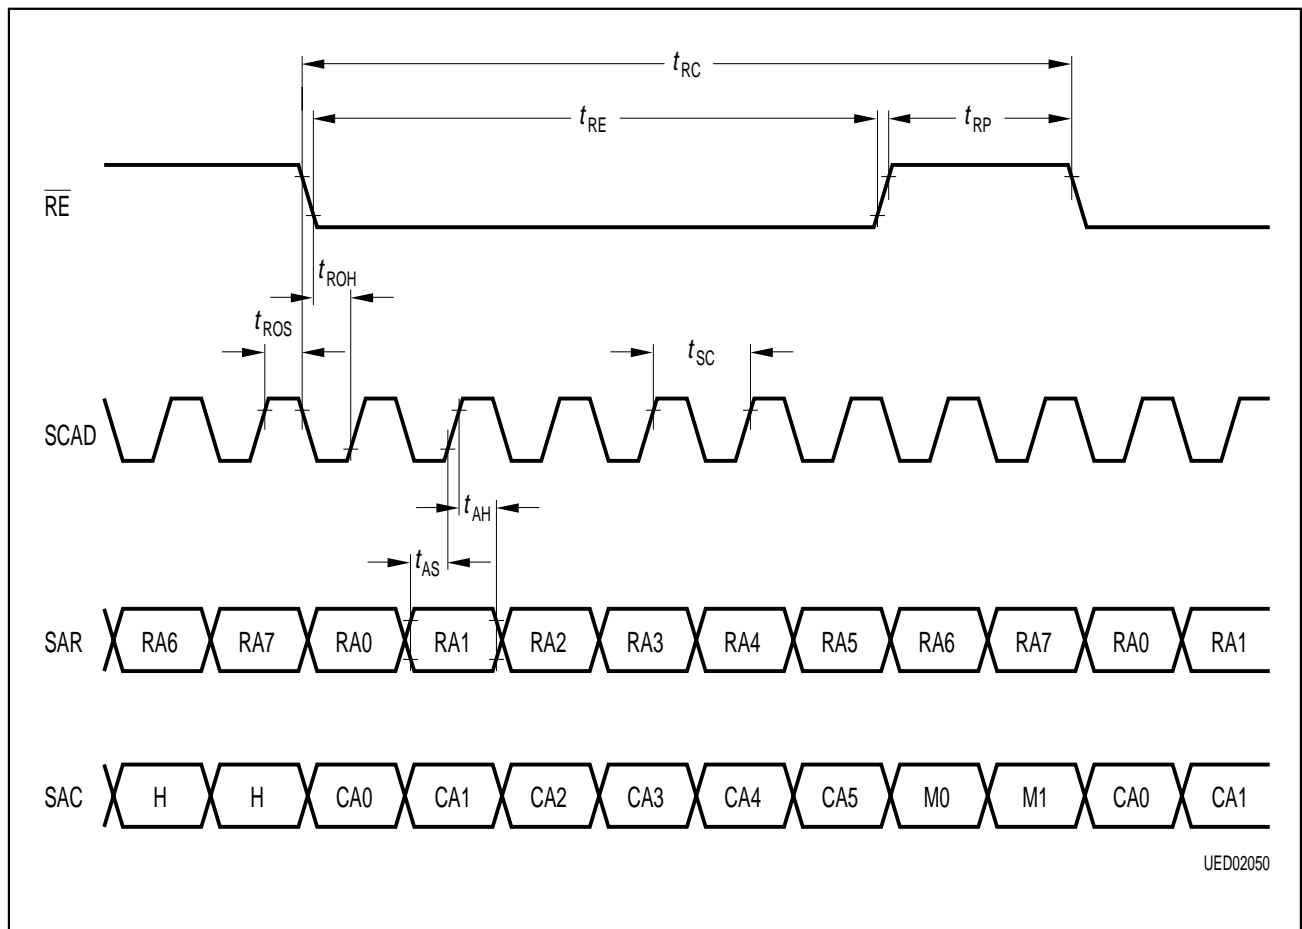 tRC
tRE tRP
RE
tROH
tROS tSC
SCAD
tAH
tAS
SAR RA6 RA7 RA0 RA1 RA2 RA3 RA4 RA5 RA6 RA7 RA0 RA1
SAC H H CA0 CA1 CA2 CA3 CA4 CA5 M0 M1 CA0 CA1
UED02050